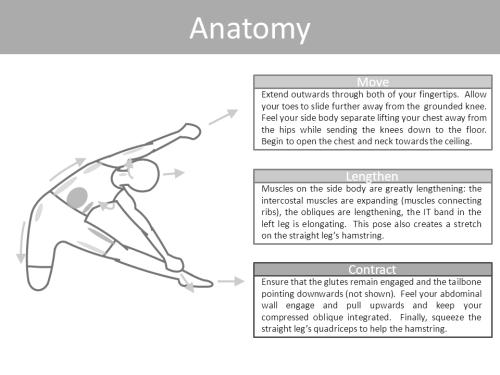 Anatomy
Move
Extend outwards through both of your fingertips. Allow
your toes to slide further away from the grounded knee.
Feel your side body separate lifting your chest away from
the hips while sending the knees down to the floor.
Begin to open the chest and neck towards the ceiling.
Lengthen
Muscles on the side body are greatly lengthening: the
intercostal muscles are expanding (muscles connecting
ribs), the obliques are lengthening, the IT band in the
left leg is elongating. This pose also creates a stretch
on the straight leg's hamstring.
Contract
Ensure that the glutes remain engaged and the tailbone
pointing downwards (not shown). Feel your abdominal
wall engage and pull upwards and keep your
compressed oblique integrated. Finally, squeeze the
straight leg's quadriceps to help the hamstring.